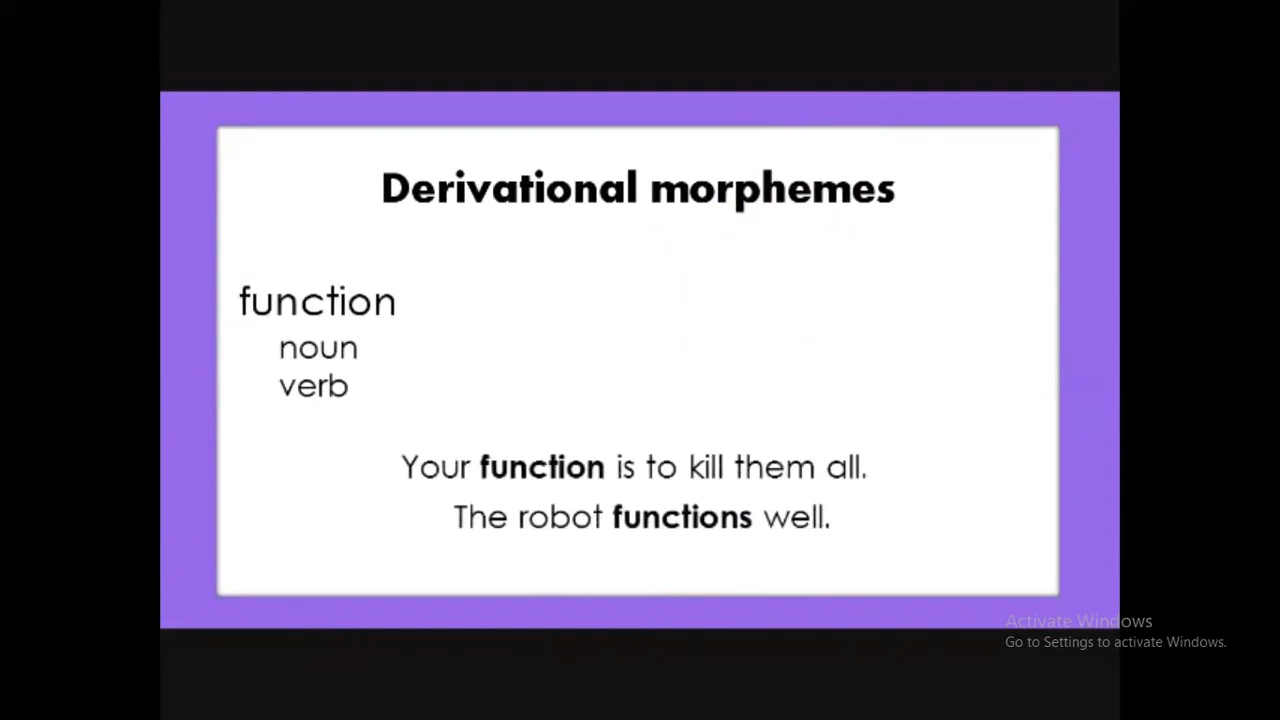 Derivational morphemes
function
noun
verb
Your function is to kill them all.
The robot functions well.
Activate Windows
Go to Settings to activate Windows.